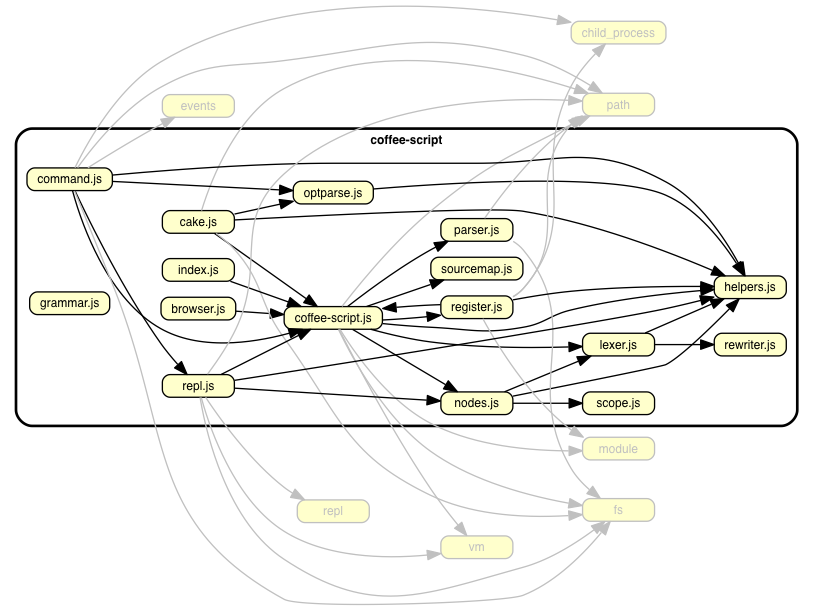 child_process
events
path
coffee-script
command.js
optparse.js
cake.js
parser.js
index.js
sourcemap.js
helpers.js
grammar.js
browser.js
coffee-script.js
register.js
lexer.js
rewriter.js
repl.js
nodes.js
scope.js
module
repl
fs
vm